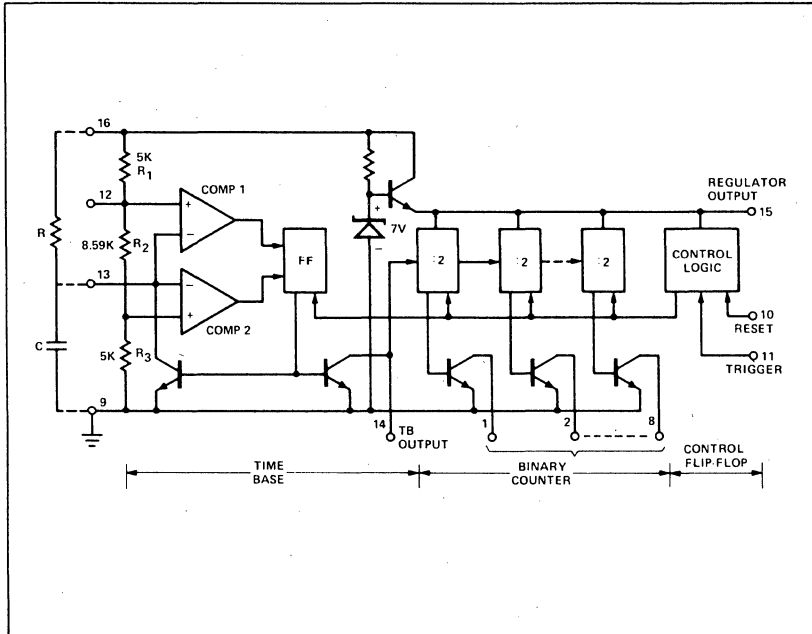 16
5K
R1
COMP 1
12
+
−
R
8.59K
R2
13
FF
−
+
COMP 2
C
5K
R3
9
+
7V
−
:2
:2
:2
REGULATOR
OUTPUT
15
CONTROL
LOGIC
10
RESET
11
TRIGGER
14
TB
OUTPUT
1
2
8
TIME
BASE
BINARY
COUNTER
CONTROL
FLIP-FLOP